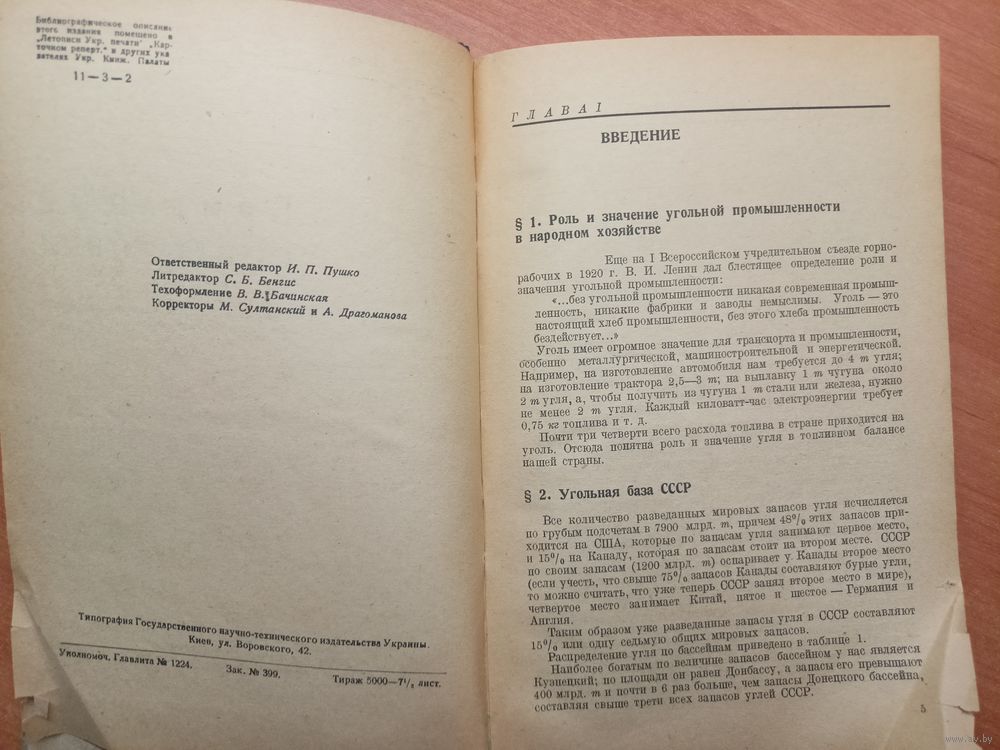 Библиографическое описание
этого издания помещено в
„Летописи Укр. печати" „Кар-
точном реперт." и других ука
зателях Укр. Книж. Палаты
11—3—2
Ответственный редактор И. П. Пушко
Литредактор С. Б. Бенгис
Техоформление В. В. Бачинская
Корректоры М. Султанский и А. Драгоманова
Типография Государственного научно-технического издательства Украины.
Киев, ул. Воровского, 42.
Уполномоч. Главлита № 1224. Зак. № 399. Тираж 5000—7¹/₂ лист.
ГЛАВА I
ВВЕДЕНИЕ
§ 1. Роль и значение угольной промышленности
в народном хозяйстве
Еще на I Всероссийском учредительном съезде горно-
рабочих в 1920 г. В. И. Ленин дал блестящее определение роли и
значения угольной промышленности:
«...без угольной промышленности никакая современная промыш-
ленность, никакие фабрики и заводы немыслимы. Уголь — это
настоящий хлеб промышленности, без этого хлеба промышленность
бездействует...»
Уголь имеет огромное значение для транспорта и промышленности,
особенно металлургической, машиностроительной и энергетической.
Например, на изготовление автомобиля нам требуется до 4 т угля;
на изготовление трактора 2,5—3 т; на выплавку 1 т чугуна около
2 т угля, а, чтобы получить из чугуна 1 т стали или железа, нужно
не менее 2 т угля. Каждый киловатт-час электроэнергии требует
0,75 кг топлива и т. д.
Почти три четверти всего расхода топлива в стране приходится на
уголь. Отсюда понятна роль и значение угля в топливном балансе
нашей страны.
§ 2. Угольная база СССР
Все количество разведанных мировых запасов угля исчисляется
по грубым подсчетам в 7900 млрд. т, причем 48% этих запасов при-
ходится на США, которые по запасам угля занимают первое место,
и 15% на Канаду, которая по запасам стоит на втором месте. СССР
по своим запасам (1200 млрд. т) оспаривает у Канады второе место
(если учесть, что свыше 75% запасов Канады составляют бурые угли,
то можно считать, что уже теперь СССР занял второе место в мире),
четвертое место занимает Китай, пятое и шестое — Германия и
Англия.
Таким образом уже разведанные запасы угля в СССР составляют
15% или одну седьмую общих мировых запасов.
Распределение угля по бассейнам приведено в таблице 1.
Наиболее богатым по величине запасов бассейном у нас является
Кузнецкий; по площади он равен Донбассу, а запасы его превышают
400 млрд. т и почти в 6 раз больше, чем запасы Донецкого бассейна,
составляя свыше трети всех запасов углей СССР.
5
www.av.by